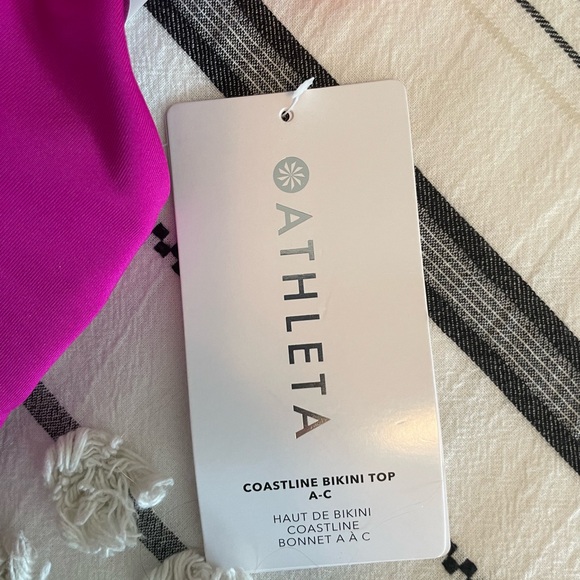 ATHLETA
COASTLINE BIKINI TOP
A-C
HAUT DE BIKINI
COASTLINE
BONNET A À C